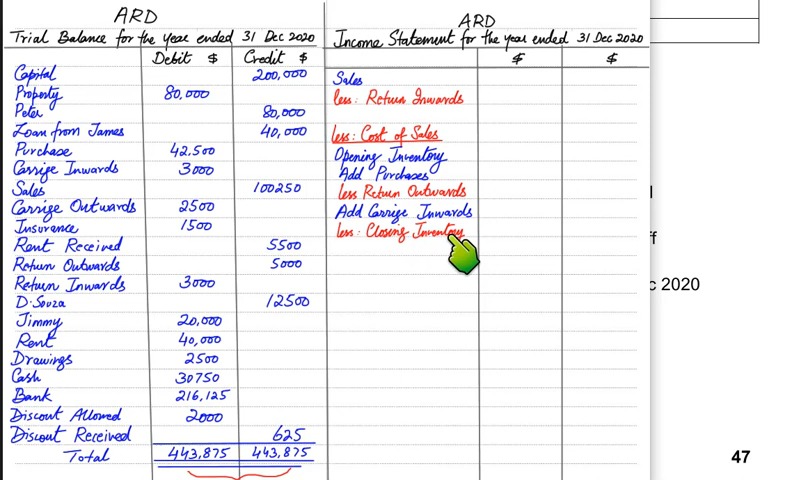 ARD
Trial Balance for the year ended 31 Dec 2020
Debit $ Credit $
Capital 200,000
Property 80,000
Peter 80,000
Loan from James 40,000
Purchase 42,500
Carrige Inwards 3000
Sales 100250
Carrige Outwards 2500
Insurance 1500
Rent Received 5500
Return Outwards 5000
Return Inwards 3000
D.Souza 12500
Jimmy 20,000
Rent 40,000
Drawings 2500
Cash 30750
Bank 216,125
Discout Allowed 2000
Discout Received 625
Total 443,875 443,875
ARD
Income Statement for the year ended 31 Dec 2020
$ $
Sales
less: Return Inwards
less: Cost of Sales
Opening Inventory
Add Purchases
less Return Outwards
Add Carrige Inwards
less: Closing Inventory
c 2020
47